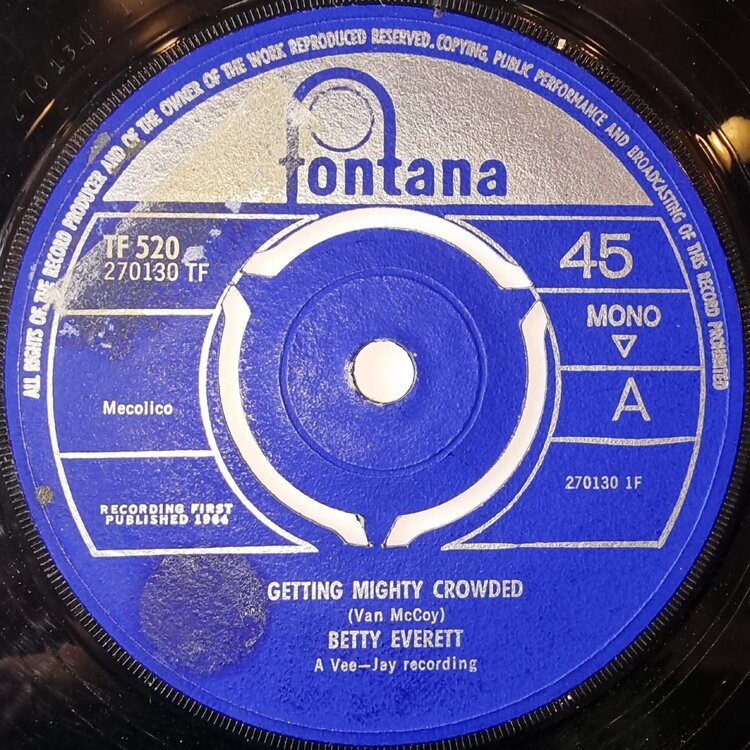 ALL RIGHTS OF THE RECORD PRODUCER AND OF THE OWNER OF THE WORK REPRODUCED RESERVED. COPYING, PUBLIC PERFORMANCE AND BROADCASTING OF THIS RECORD PROHIBITED
fontana
TF 520
270130 TF
45
MONO
A
Mecolico
270130 1F
RECORDING FIRST
PUBLISHED 1964
GETTING MIGHTY CROWDED
(Van McCoy)
BETTY EVERETT
A Vee-Jay recording